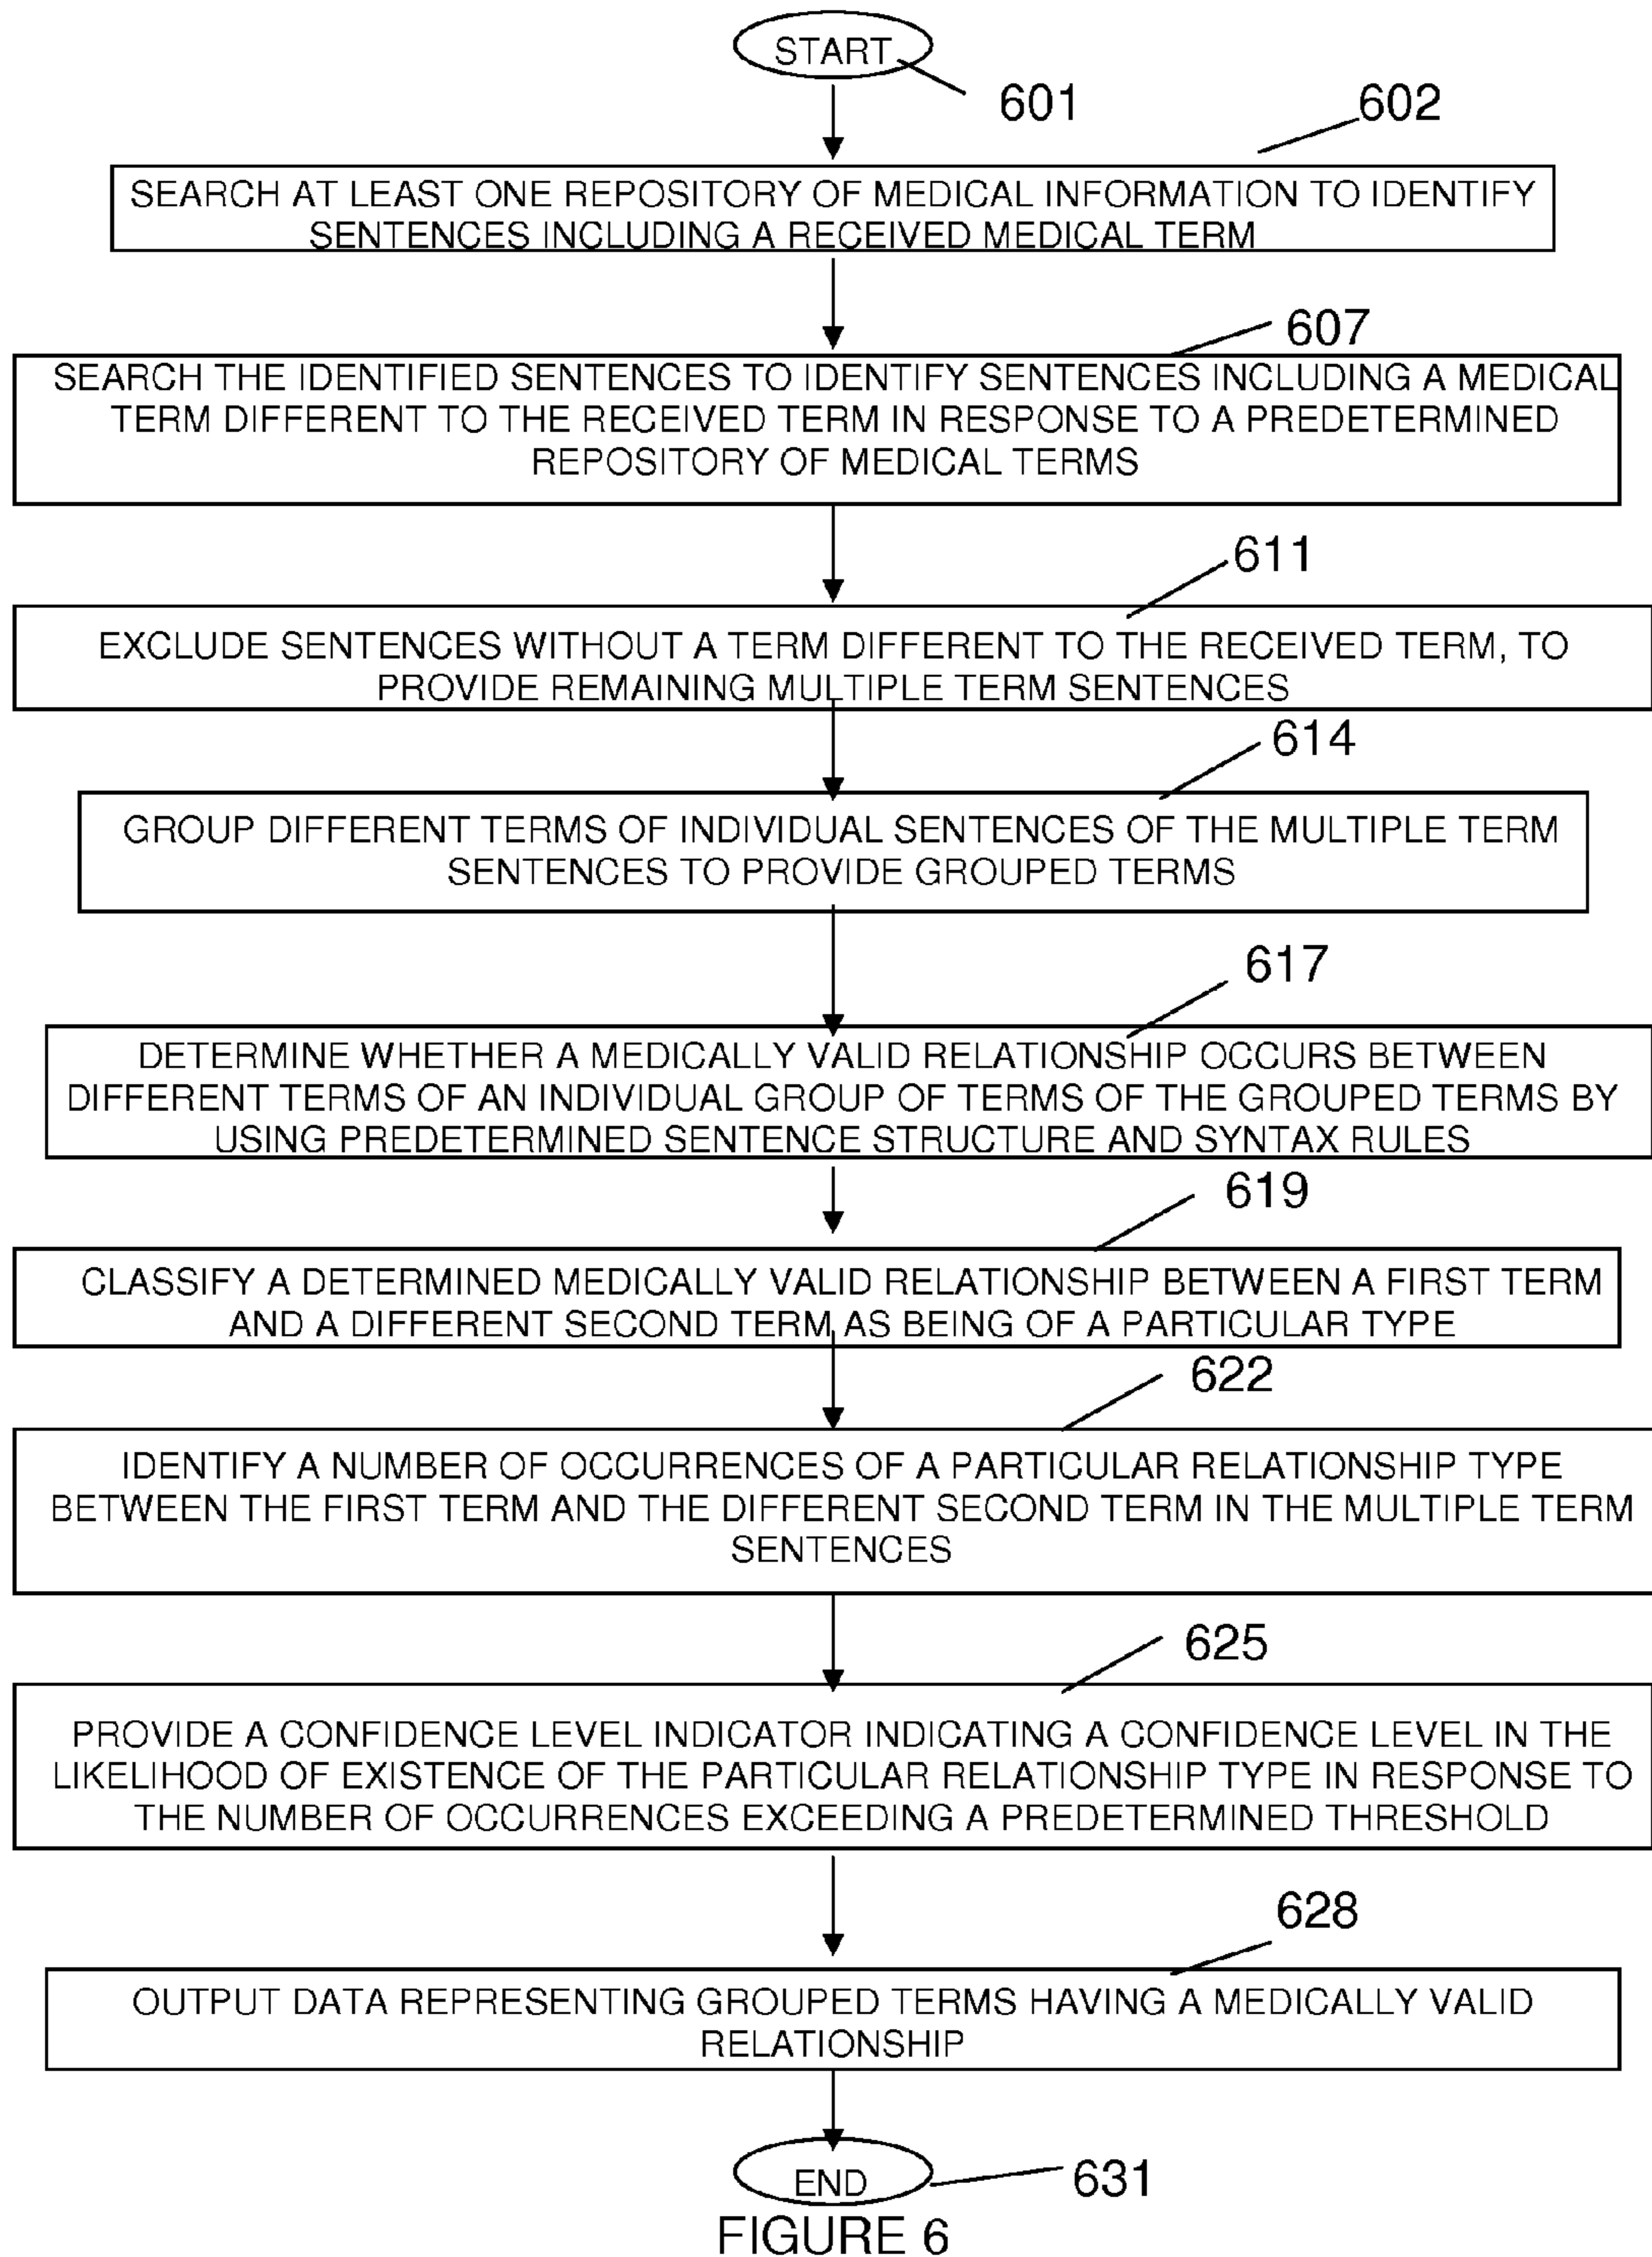 START
601
602
SEARCH AT LEAST ONE REPOSITORY OF MEDICAL INFORMATION TO IDENTIFY
SENTENCES INCLUDING A RECEIVED MEDICAL TERM
607
SEARCH THE IDENTIFIED SENTENCES TO IDENTIFY SENTENCES INCLUDING A MEDICAL
TERM DIFFERENT TO THE RECEIVED TERM IN RESPONSE TO A PREDETERMINED
REPOSITORY OF MEDICAL TERMS
611
EXCLUDE SENTENCES WITHOUT A TERM DIFFERENT TO THE RECEIVED TERM, TO
PROVIDE REMAINING MULTIPLE TERM SENTENCES
614
GROUP DIFFERENT TERMS OF INDIVIDUAL SENTENCES OF THE MULTIPLE TERM
SENTENCES TO PROVIDE GROUPED TERMS
617
DETERMINE WHETHER A MEDICALLY VALID RELATIONSHIP OCCURS BETWEEN
DIFFERENT TERMS OF AN INDIVIDUAL GROUP OF TERMS OF THE GROUPED TERMS BY
USING PREDETERMINED SENTENCE STRUCTURE AND SYNTAX RULES
619
CLASSIFY A DETERMINED MEDICALLY VALID RELATIONSHIP BETWEEN A FIRST TERM
AND A DIFFERENT SECOND TERM AS BEING OF A PARTICULAR TYPE
622
IDENTIFY A NUMBER OF OCCURRENCES OF A PARTICULAR RELATIONSHIP TYPE
BETWEEN THE FIRST TERM AND THE DIFFERENT SECOND TERM IN THE MULTIPLE TERM
SENTENCES
625
PROVIDE A CONFIDENCE LEVEL INDICATOR INDICATING A CONFIDENCE LEVEL IN THE
LIKELIHOOD OF EXISTENCE OF THE PARTICULAR RELATIONSHIP TYPE IN RESPONSE TO
THE NUMBER OF OCCURRENCES EXCEEDING A PREDETERMINED THRESHOLD
628
OUTPUT DATA REPRESENTING GROUPED TERMS HAVING A MEDICALLY VALID
RELATIONSHIP
END
631
FIGURE 6